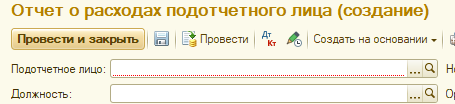 Отчет о расходах подотчетного лица (создание)
Провести и закрыть Провести Дт Кт Создать на основании
Подотчетное лицо: ...
Должность: ...